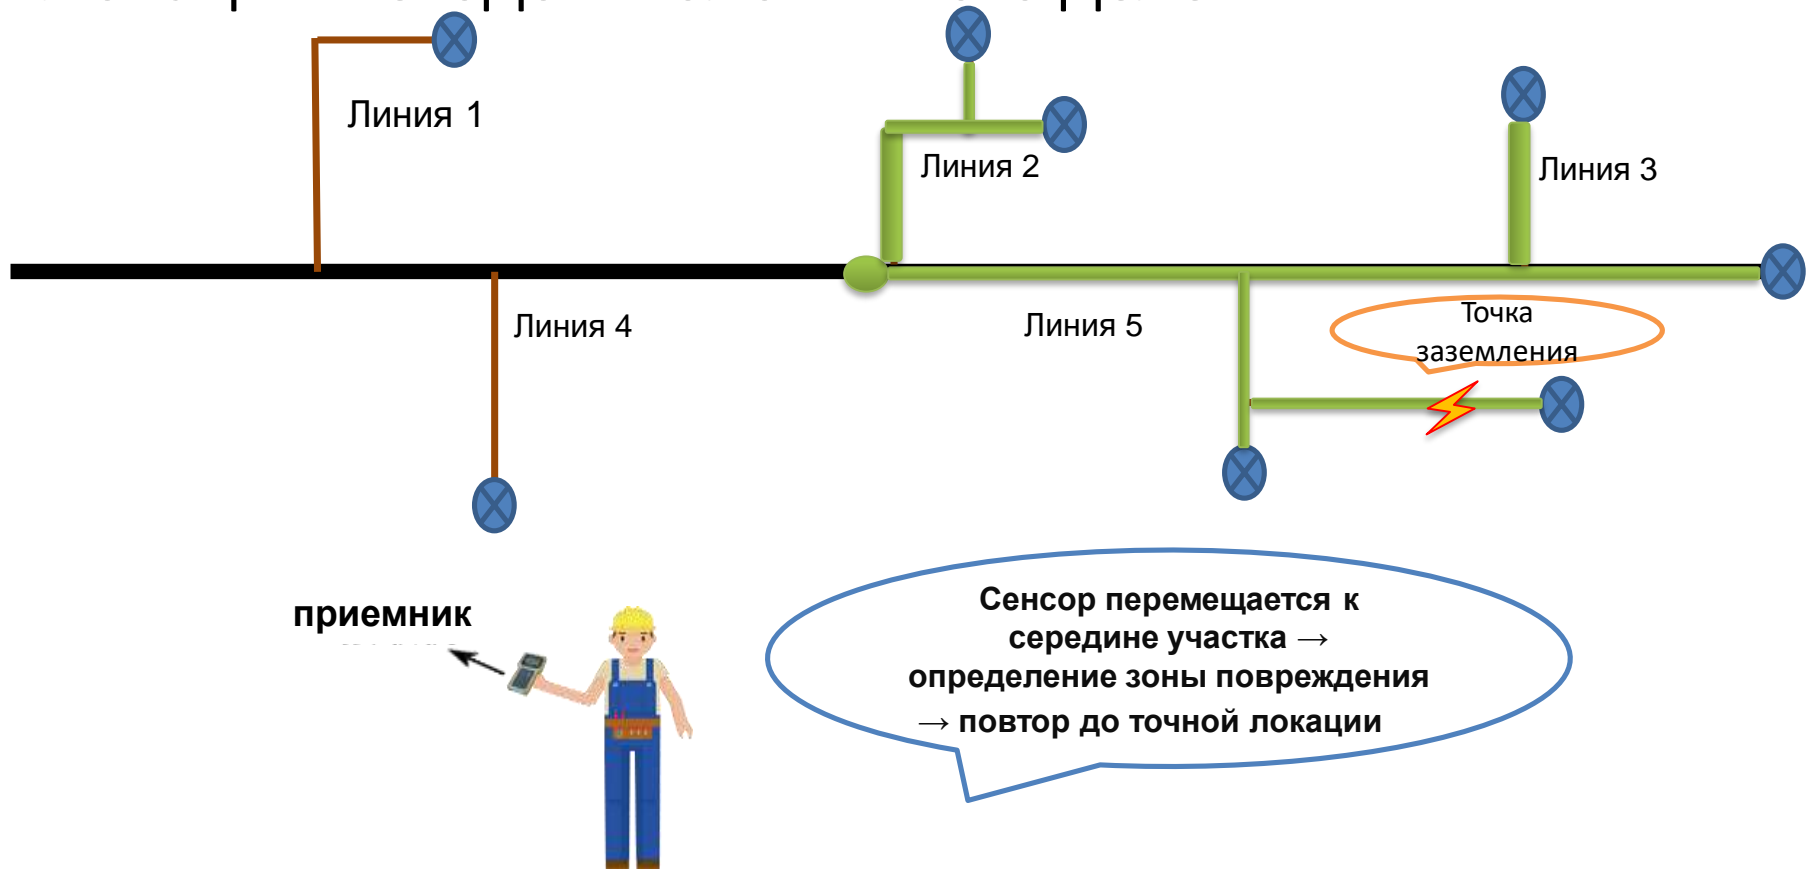 Линия 1
Линия 2
Линия 3
Линия 4
Линия 5
Точка
заземления
приемник
Сенсор перемещается к
середине участка →
определение зоны повреждения
→ повтор до точной локации